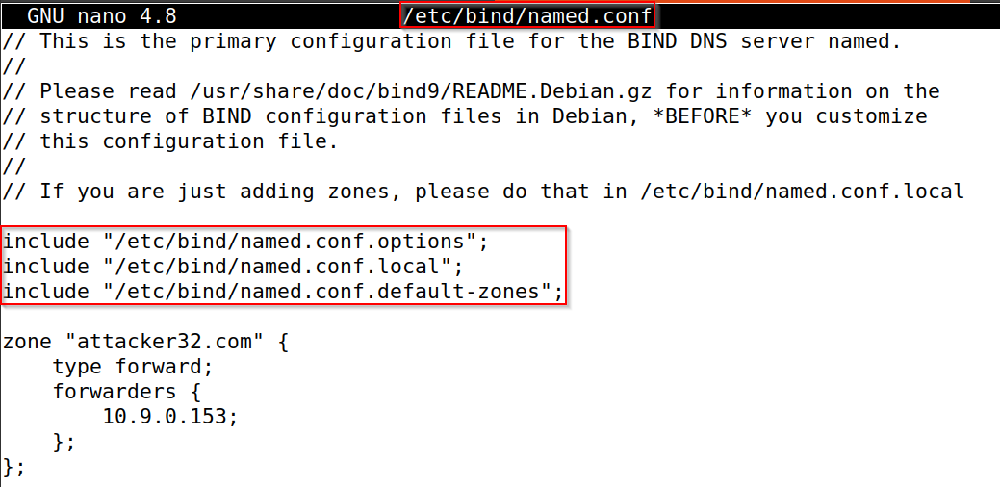 GNU nano 4.8 /etc/bind/named.conf
// This is the primary configuration file for the BIND DNS server named.
//
// Please read /usr/share/doc/bind9/README.Debian.gz for information on the
// structure of BIND configuration files in Debian, *BEFORE* you customize
// this configuration file.
//
// If you are just adding zones, please do that in /etc/bind/named.conf.local
include "/etc/bind/named.conf.options";
include "/etc/bind/named.conf.local";
include "/etc/bind/named.conf.default-zones";
zone "attacker32.com" {
    type forward;
    forwarders {
        10.9.0.153;
    };
};